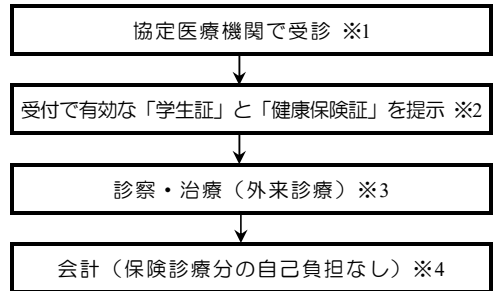 協定医療機関で受診 ※1
受付で有効な「学生証」と「健康保険証」を提示 ※2
診察・治療（外来診療）※3
会計（保険診療分の自己負担なし）※4